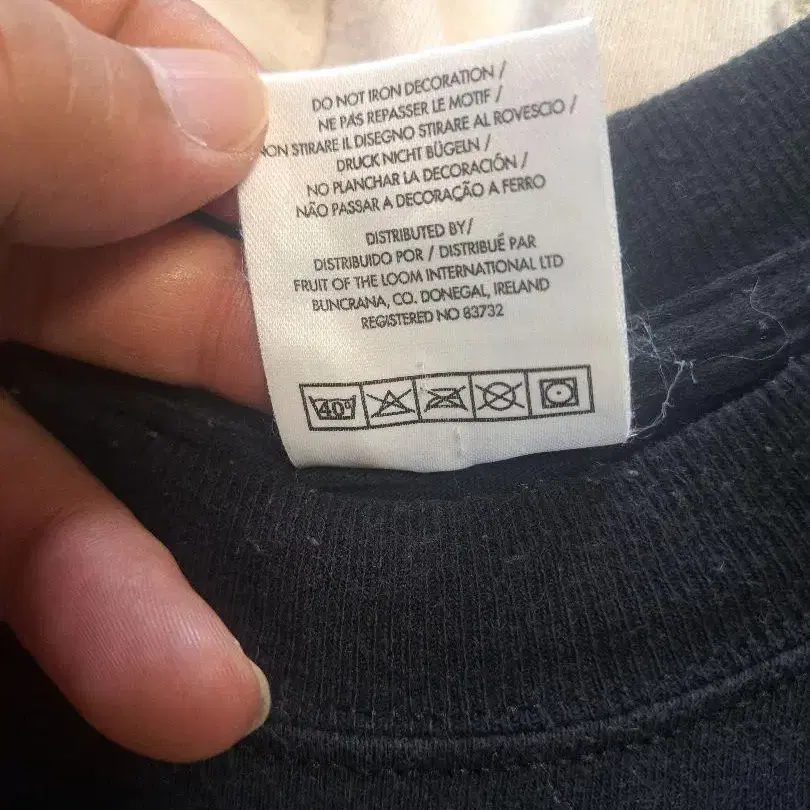 DO NOT IRON DECORATION /
NE PAS REPASSER LE MOTIF /
NON STIRARE IL DISEGNO STIRARE AL ROVESCIO /
DRUCK NICHT BÜGELN /
NO PLANCHAR LA DECORACIÓN /
NÃO PASSAR A DECORAÇÃO A FERRO
DISTRIBUTED BY/
DISTRIBUIDO POR / DISTRIBUÉ PAR
FRUIT OF THE LOOM INTERNATIONAL LTD
BUNCRANA, CO. DONEGAL, IRELAND
REGISTERED NO 83732
40°